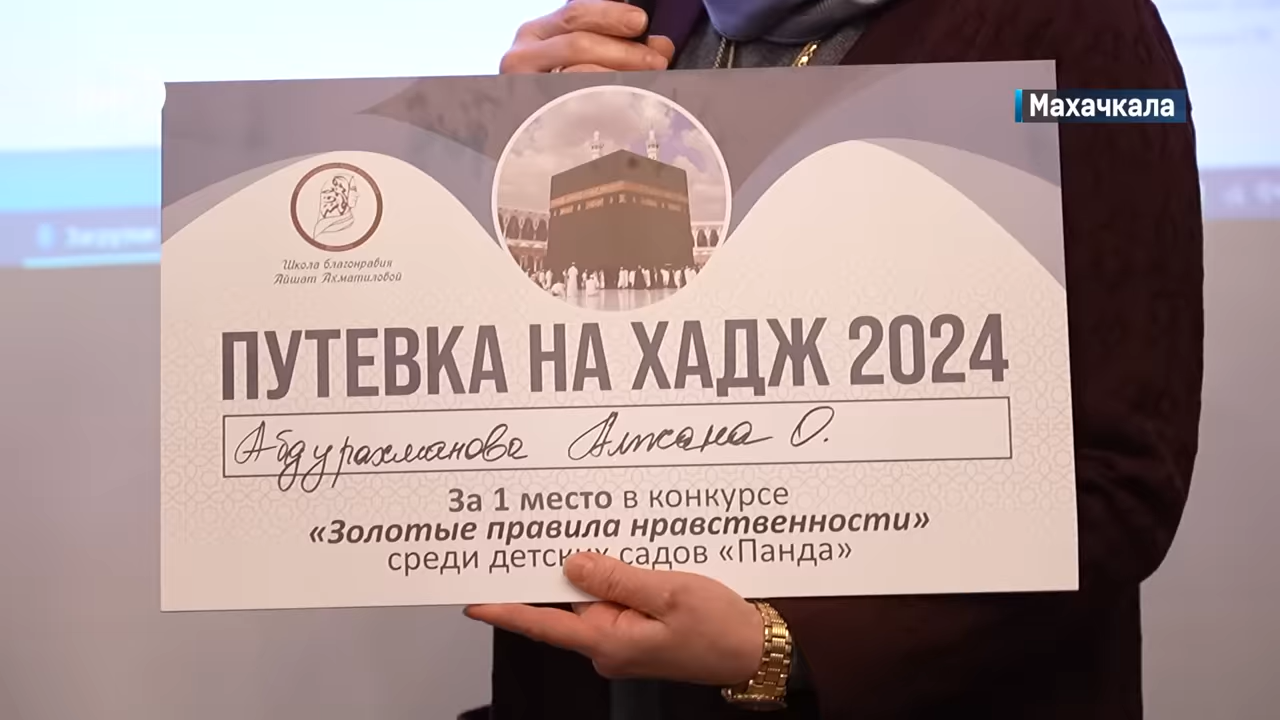 Махачкала
Школа благонравия
Айшат Ахматиловой
ПУТЕВКА НА ХАДЖ 2024
Абдурахманова Алжана О.
За 1 место в конкурсе
«Золотые правила нравственности»
среди детских садов «Панда»